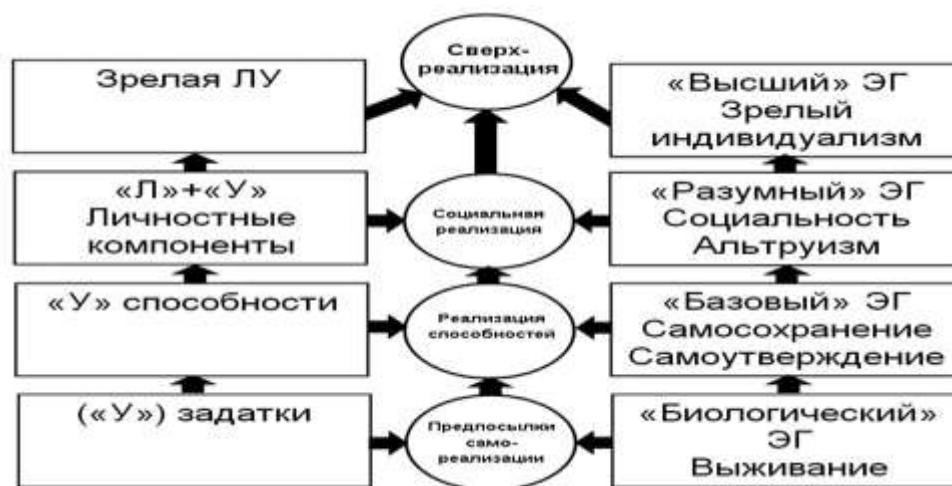 Сверх-
реализация
Зрелая ЛУ
«Высший» ЭГ
Зрелый
индивидуализм
«Л»+«У»
Личностные
компоненты
Социальная
реализация
«Разумный» ЭГ
Социальность
Альтруизм
«У» способности
Реализация
способностей
«Базовый» ЭГ
Самосохранение
Самоутверждение
(«У») задатки
Предпосылки
само-
реализации
«Биологический»
ЭГ
Выживание